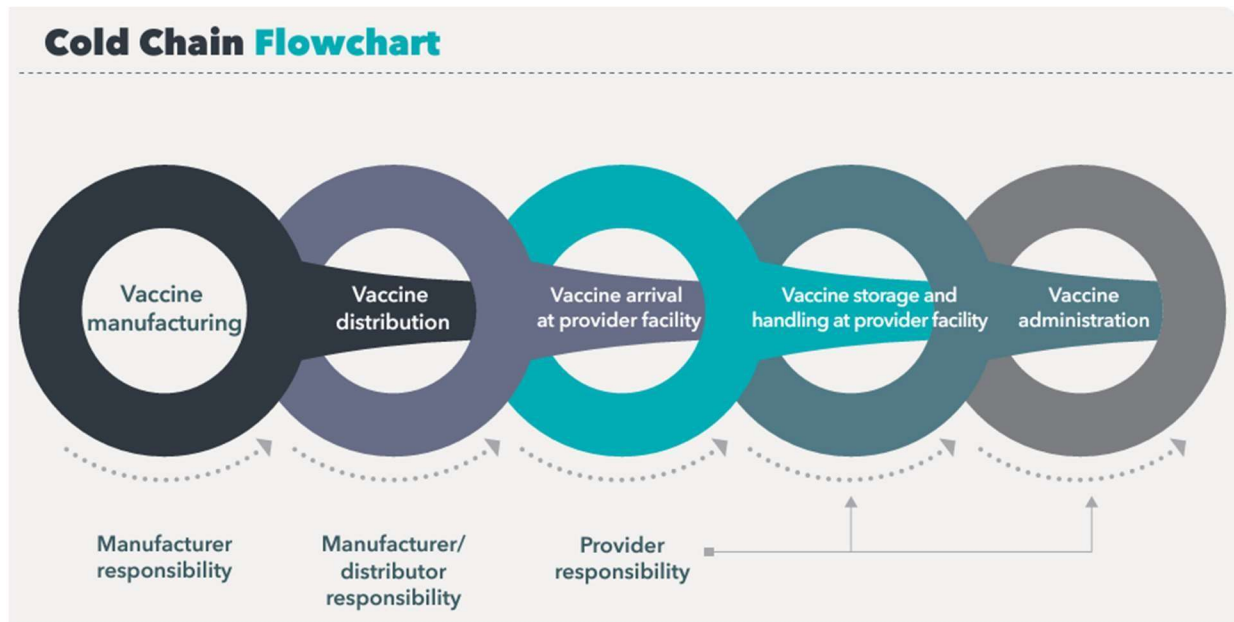 Cold Chain Flowchart
Vaccine
manufacturing
Vaccine
distribution
Vaccine arrival
at provider facility
Vaccine storage and
handling at provider facility
Vaccine
administration
Manufacturer
responsibility
Manufacturer/
distributor
responsibility
Provider
responsibility